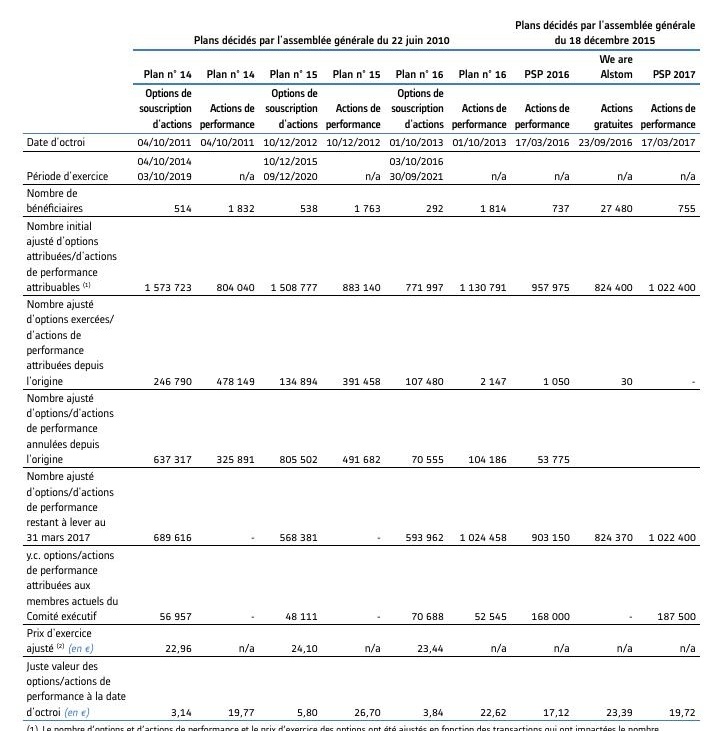 Plans décidés par l'assemblée générale
Plans décidés par l'assemblée générale du 22 juin 2010 du 18 décembre 2015
We are
Plan n° 14 Plan n° 14 Plan n° 15 Plan n° 15 Plan n° 16 Plan n° 16 PSP 2016 Alstom PSP 2017
Options de Options de Options de
souscription Actions de souscription Actions de souscription Actions de Actions de Actions Actions de
d'actions performance d'actions performance d'actions performance performance gratuites performance
Date d'octroi 04/10/2011 04/10/2011 10/12/2012 10/12/2012 01/10/2013 01/10/2013 17/03/2016 23/09/2016 17/03/2017
04/10/2014 10/12/2015 03/10/2016
Période d'exercice 03/10/2019 n/a 09/12/2020 n/a 30/09/2021 n/a n/a n/a n/a
Nombre de
bénéficiaires 514 1 832 538 1 763 292 1 814 737 27 480 755
Nombre initial
ajusté d'options
attribuées/d'actions
de performance
attribuables (1) 1 573 723 804 040 1 508 777 883 140 771 997 1 130 791 957 975 824 400 1 022 400
Nombre ajusté
d'options exercées/
d'actions de
performance
attribuées depuis
l'origine 246 790 478 149 134 894 391 458 107 480 2 147 1 050 30 -
Nombre ajusté
d'options/d'actions
de performance
annulées depuis
l'origine 637 317 325 891 805 502 491 682 70 555 104 186 53 775
Nombre ajusté
d'options/d'actions
de performance
restant à lever au
31 mars 2017 689 616 - 568 381 - 593 962 1 024 458 903 150 824 370 1 022 400
y.c. options/actions
de performance
attribuées aux
membres actuels du
Comité exécutif 56 957 - 48 111 - 70 688 52 545 168 000 - 187 500
Prix d'exercice
ajusté (2) (en €) 22,96 n/a 24,10 n/a 23,44 n/a n/a n/a n/a
Juste valeur des
options/actions de
performance à la date
d'octroi (en €) 3,14 19,77 5,80 26,70 3,84 22,62 17,12 23,39 19,72
(1) Le nombre d'options et d'actions de performance et le prix d'exercice des options ont été ajustés en fonction des transactions qui ont impactées le nombre